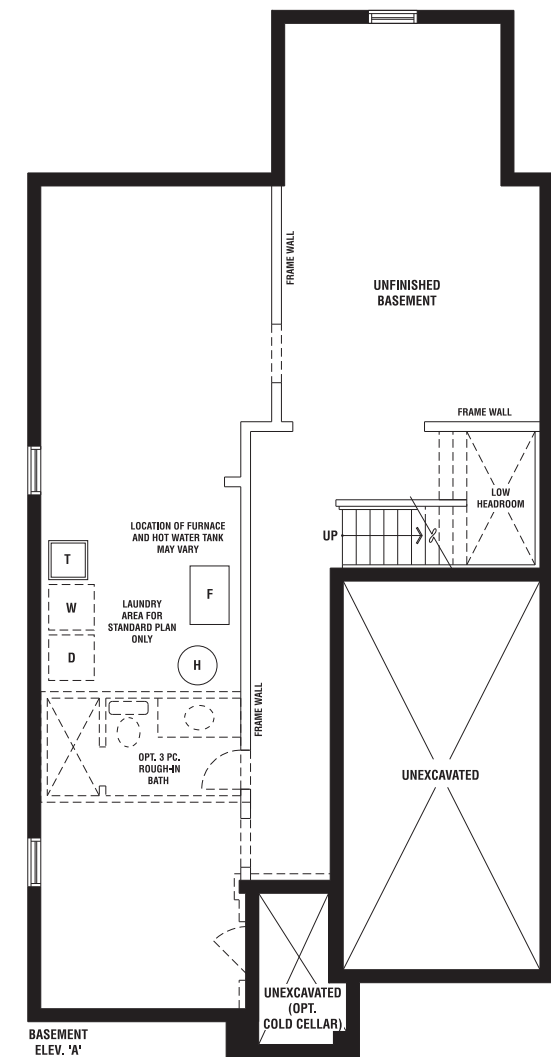 FRAME WALL
UNFINISHED
BASEMENT
FRAME WALL
LOW
HEADROOM
LOCATION OF FURNACE
AND HOT WATER TANK
MAY VARY
UP
T
W
D
LAUNDRY
AREA FOR
STANDARD PLAN
ONLY
F
H
FRAME WALL
OPT. 3 PC.
ROUGH-IN
BATH
UNEXCAVATED
UNEXCAVATED
(OPT.
COLD CELLAR)
BASEMENT
ELEV. 'A'